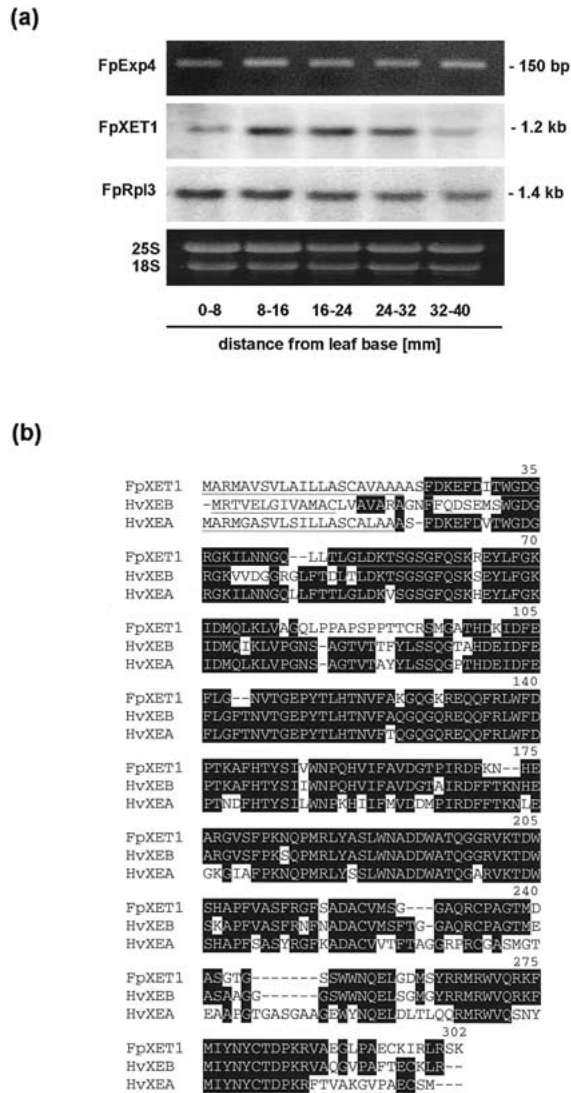 (a)
FpExp4 - 150 bp
FpXET1 - 1.2 kb
FpRpl3 - 1.4 kb
25S
18S
0-8 8-16 16-24 24-32 32-40
distance from leaf base [mm]
(b)
35
FpXET1 MARMAVSVLAILLASCAVAAAASFDKEFDITWGDG
HvXEB -MRTVELGIVAMACLVAVARAGNFFQDSEMSWGDG
HvXEA MARMGASVLSILLASCALAAAS-FDKEFDVTWGDG
70
FpXET1 RGKILNNGQ--LLTLGLDKTSGSGFQSKREYLFGK
HvXEB RGKVVDGGRGLFTDLTLDKTSGSGFQSKSEYLFGK
HvXEA RGKILNNGQLLFTTLGLDKVSGSGFQSKHEYLFGK
105
FpXET1 IDMQLKLVAGQLPPAPSPPTTCRSMGATHDKIDFE
HvXEB IDMQIKLVPGNS-AGTVTTFYLSSQGTAHDEIDFE
HvXEA IDMQLKLVPGNS-AGTVTAYYLSSQGPTHDEIDFE
140
FpXET1 FLG--NVTGEPYTLHTNVFAKGQGKREQQFRLWFD
HvXEB FLGFTNVTGEPYTLHTNVFAQGQGQREQQFRLWFD
HvXEA FLGFTNVTGEPYTLHTNVFTQGQGQREQQFRLWFD
175
FpXET1 PTKAFHTYSIVWNPQHVIFAVDGTPIRDFKN--HE
HvXEB PTKAFHTYSIIWNPQHVIFAVDGTAIRDFFTKNHE
HvXEA PTNDFHTYSILWNPKHIIFMVDDMPIRDFFTKNLE
205
FpXET1 ARGVSFPKNQPMRLYASLWNADDWATQGGRVKTDW
HvXEB ARGVSFPKSQPMRLYASLWNADDWATQGGRVKTDW
HvXEA GKGIAFPKNQPMRLYSSLWNADDWATQGARVKTDW
240
FpXET1 SHAPFVASFRGFSADACVMSG---GAQRCPAGTMD
HvXEB SKAPFVASFRNFNADACVMSFTG-GAQRCPAGTME
HvXEA SHAPFSASYRGFKADACVVTFTAGGRPRCGASMGT
275
FpXET1 ASGTG-------SSWWNQELGDMSYRRMRWVQRKF
HvXEB ASAAGG------GSWWNQELSGMGYRRMRWVQRKF
HvXEA EAAPGTGASGAAGEWYNQELDLTLQQRMRWVQSNY
302
FpXET1 MIYNYCTDPKRVAEGLPAECKIRLRSK
HvXEB MIYNYCTDPKRVAQGVPAFTECKLR--
HvXEA MIYNYCTDPKRFTVAKGVPAECSM---